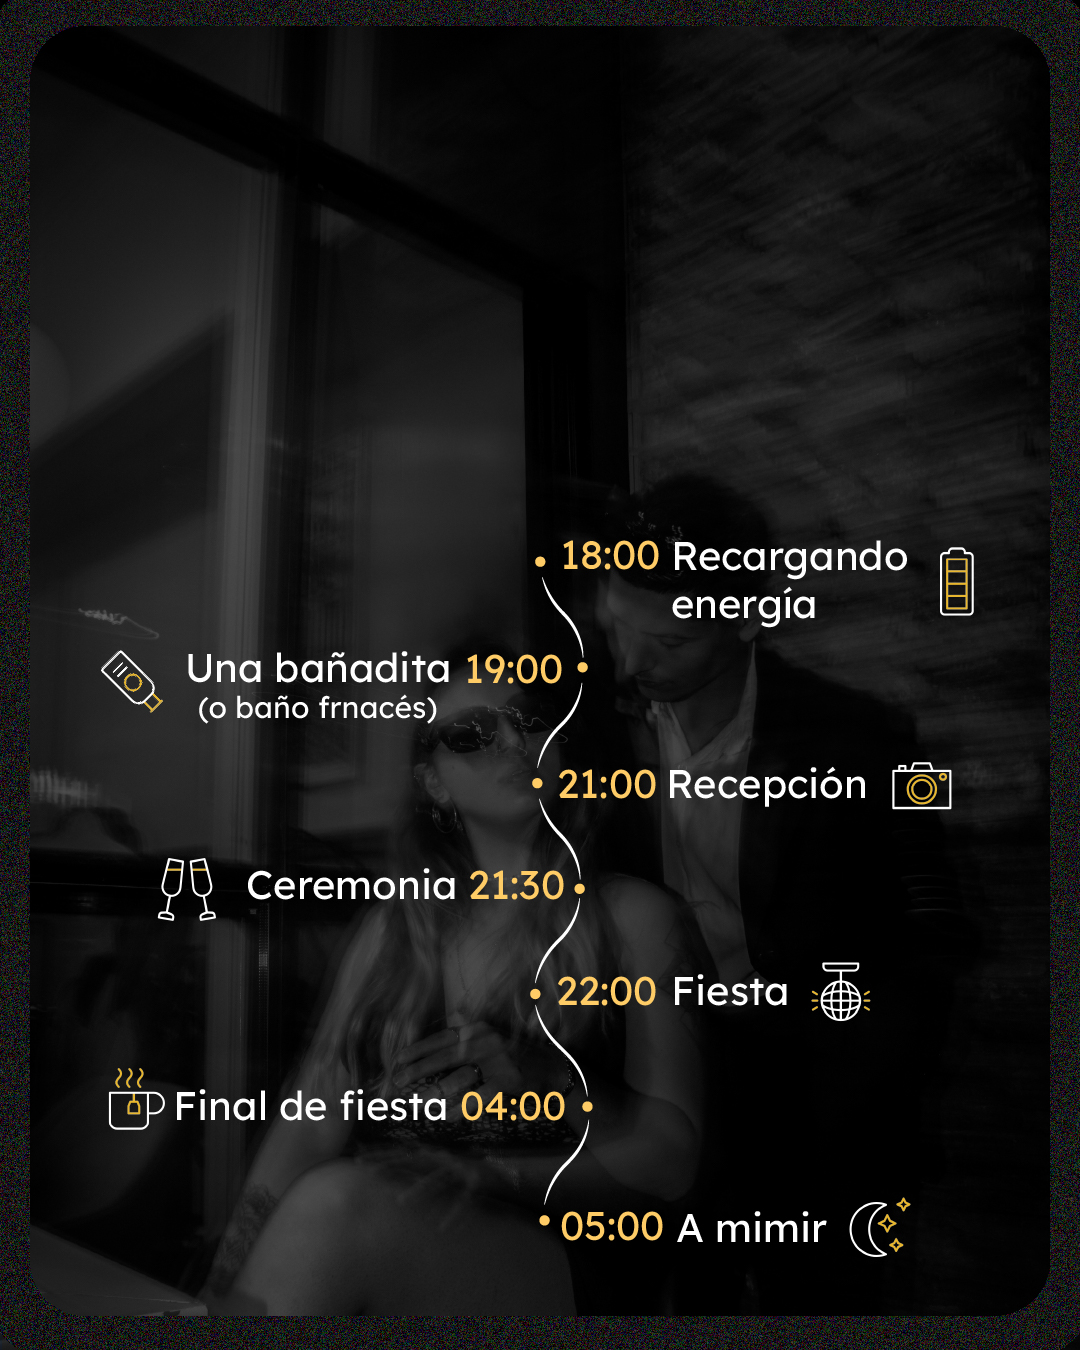 18:00 Recargando
energía
Una bañadita 19:00
(o baño frnacés)
21:00 Recepción
Ceremonia 21:30
22:00 Fiesta
Final de fiesta 04:00
05:00 A mimir